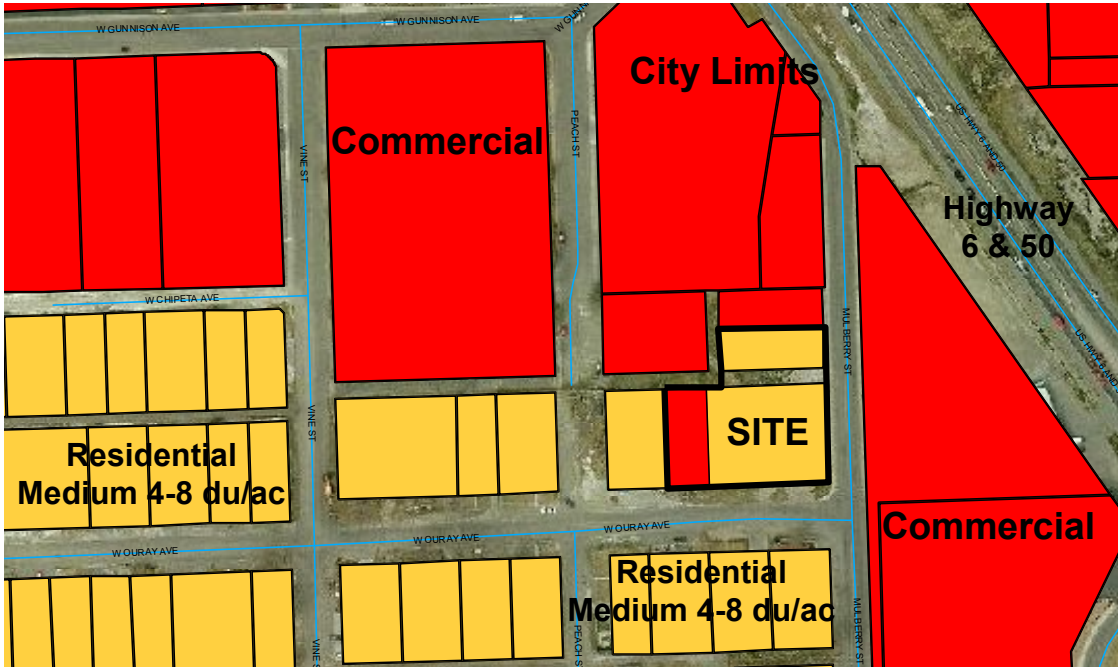 W GUNNISON AVE
W GUNNISON AVE
W GUNN
City Limits
Commercial
VINE ST
PEACH ST
US HWY 6 AND 50
Highway
6 & 50
W CHIPETA AVE
MULBERRY ST
US HWY 6 AND
VINE ST
SITE
Residential
Medium 4-8 du/ac
Commercial
W OURAY AVE
W OURAY AVE
W OURAY AVE
Residential
Medium 4-8 du/ac
VINE S
PEACH ST
MULBERRY ST